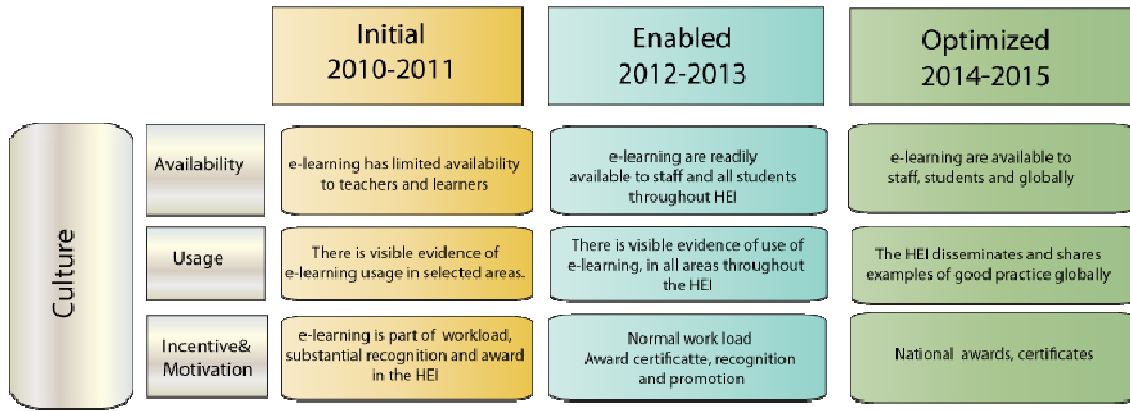 Initial
2010-2011
Enabled
2012-2013
Optimized
2014-2015
Culture
Availability
e-learning has limited availability
to teachers and learners
e-learning are readily
available to staff and all students
throughout HEI
e-learning are available to
staff, students and globally
Usage
There is visible evidence of
e-learning usage in selected areas.
There is visible evidence of use of
e-learning, in all areas throughout
the HEI
The HEI disseminates and shares
examples of good practice globally
Incentive&
Motivation
e-learning is part of workload,
substantial recognition and award
in the HEI
Normal work load
Award certificatte, recognition
and promotion
National awards, certificates